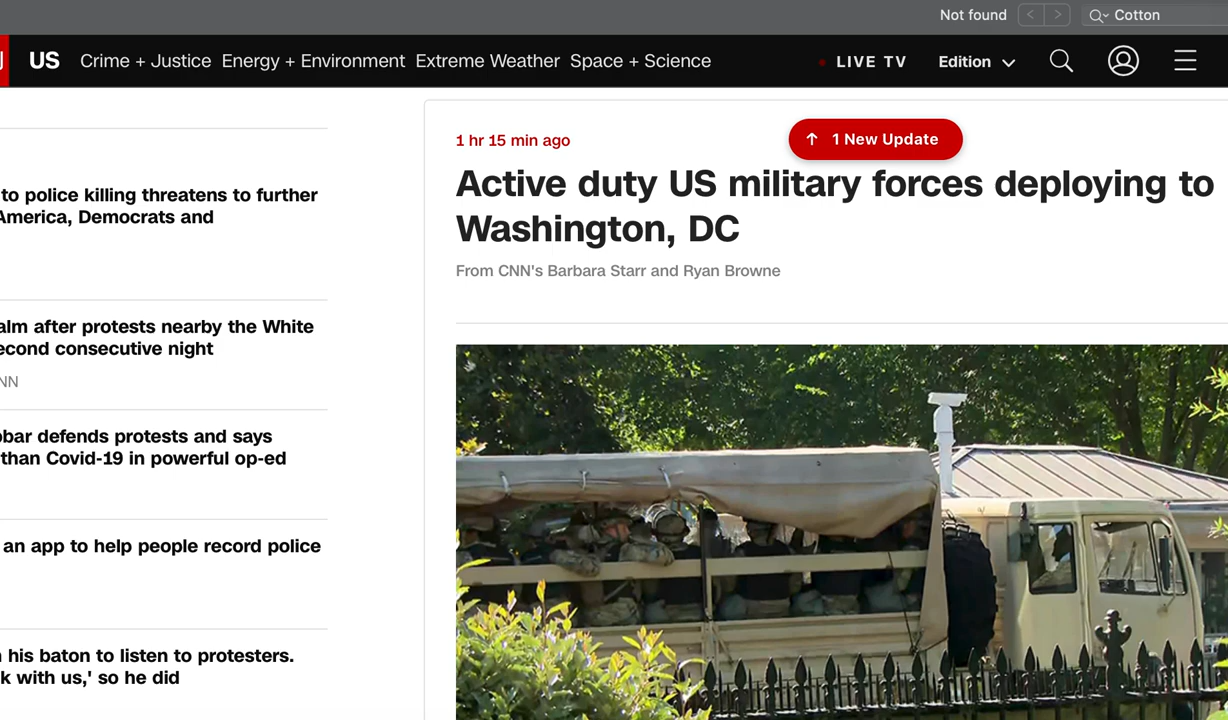 Not found
Cotton
US Crime + Justice Energy + Environment Extreme Weather Space + Science
LIVE TV
Edition
to police killing threatens to further
America, Democrats and
alm after protests nearby the White
econd consecutive night
NN
obar defends protests and says
than Covid-19 in powerful op-ed
an app to help people record police
his baton to listen to protesters.
k with us,' so he did
1 hr 15 min ago
1 New Update
Active duty US military forces deploying to
Washington, DC
From CNN's Barbara Starr and Ryan Browne